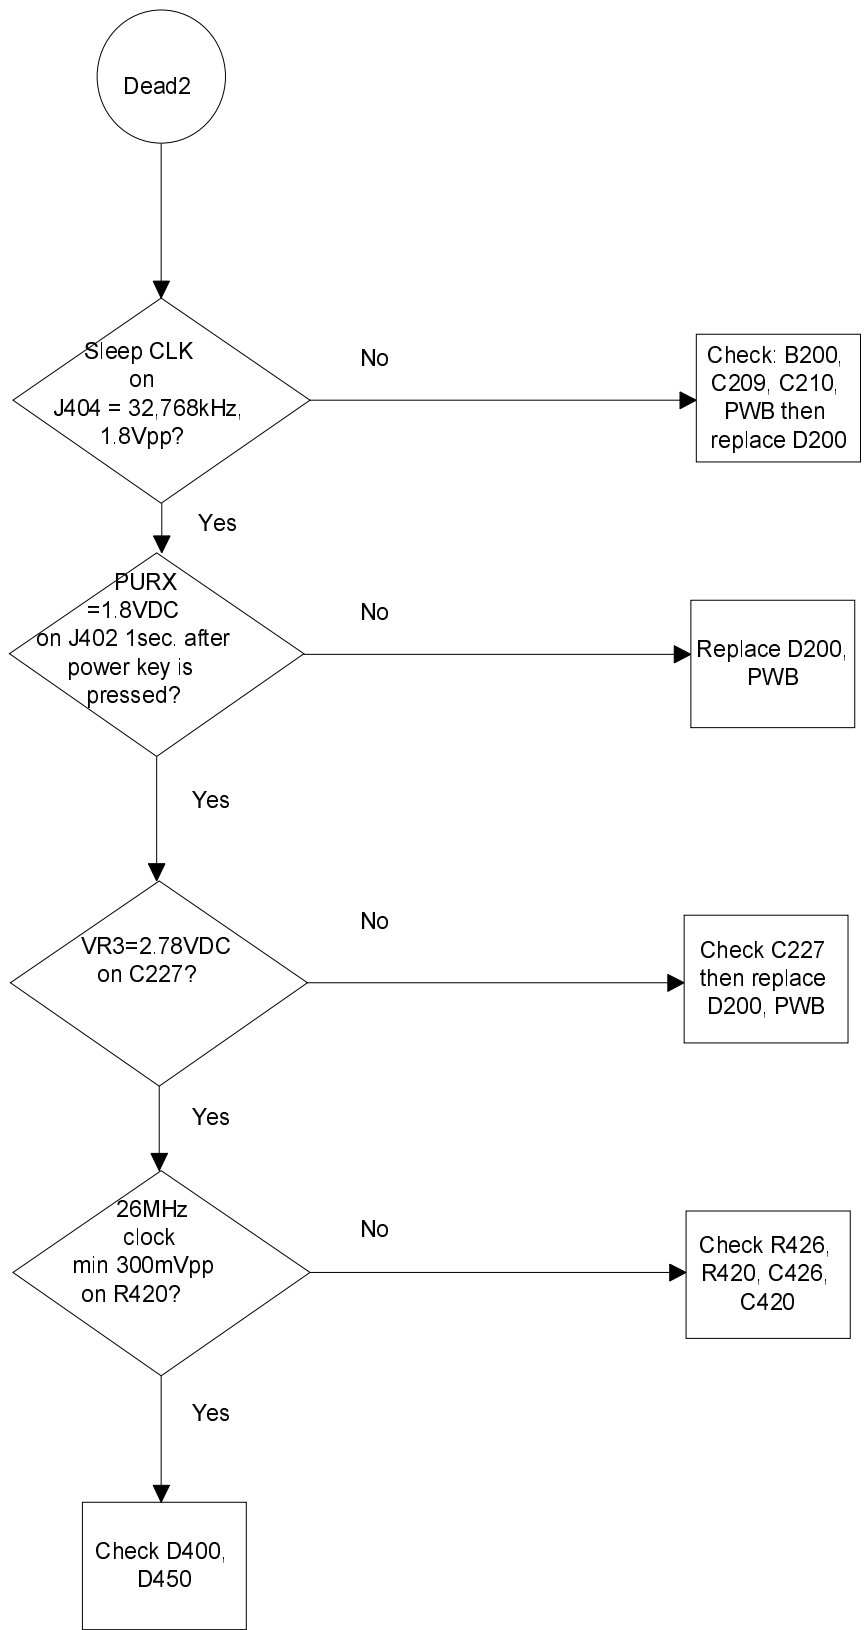 Dead2
Sleep CLK
on
J404 = 32,768kHz,
1.8Vpp?
No
Check: B200,
C209, C210,
PWB then
replace D200
Yes
PURX
=1.8VDC
on J402 1sec. after
power key is
pressed?
No
Replace D200,
PWB
Yes
VR3=2.78VDC
on C227?
No
Check C227
then replace
D200, PWB
Yes
26MHz
clock
min 300mVpp
on R420?
No
Check R426,
R420, C426,
C420
Yes
Check D400,
D450